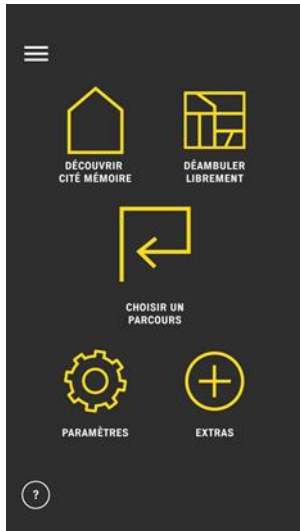 DÉCOUVRIR
CITÉ MÉMOIRE
DÉAMBULER
LIBREMENT
CHOISIR UN
PARCOURS
PARAMÈTRES
EXTRAS
?